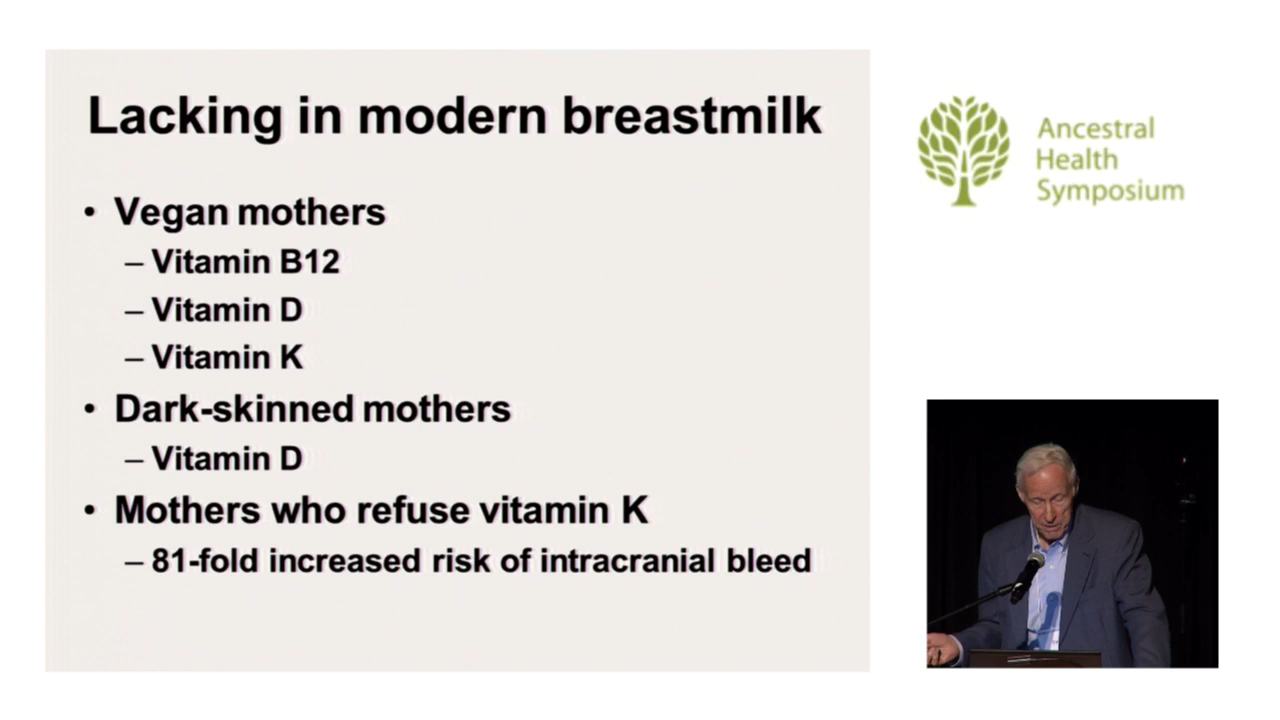 Lacking in modern breastmilk
• Vegan mothers
– Vitamin B12
– Vitamin D
– Vitamin K
• Dark-skinned mothers
– Vitamin D
• Mothers who refuse vitamin K
– 81-fold increased risk of intracranial bleed
Ancestral
Health
Symposium